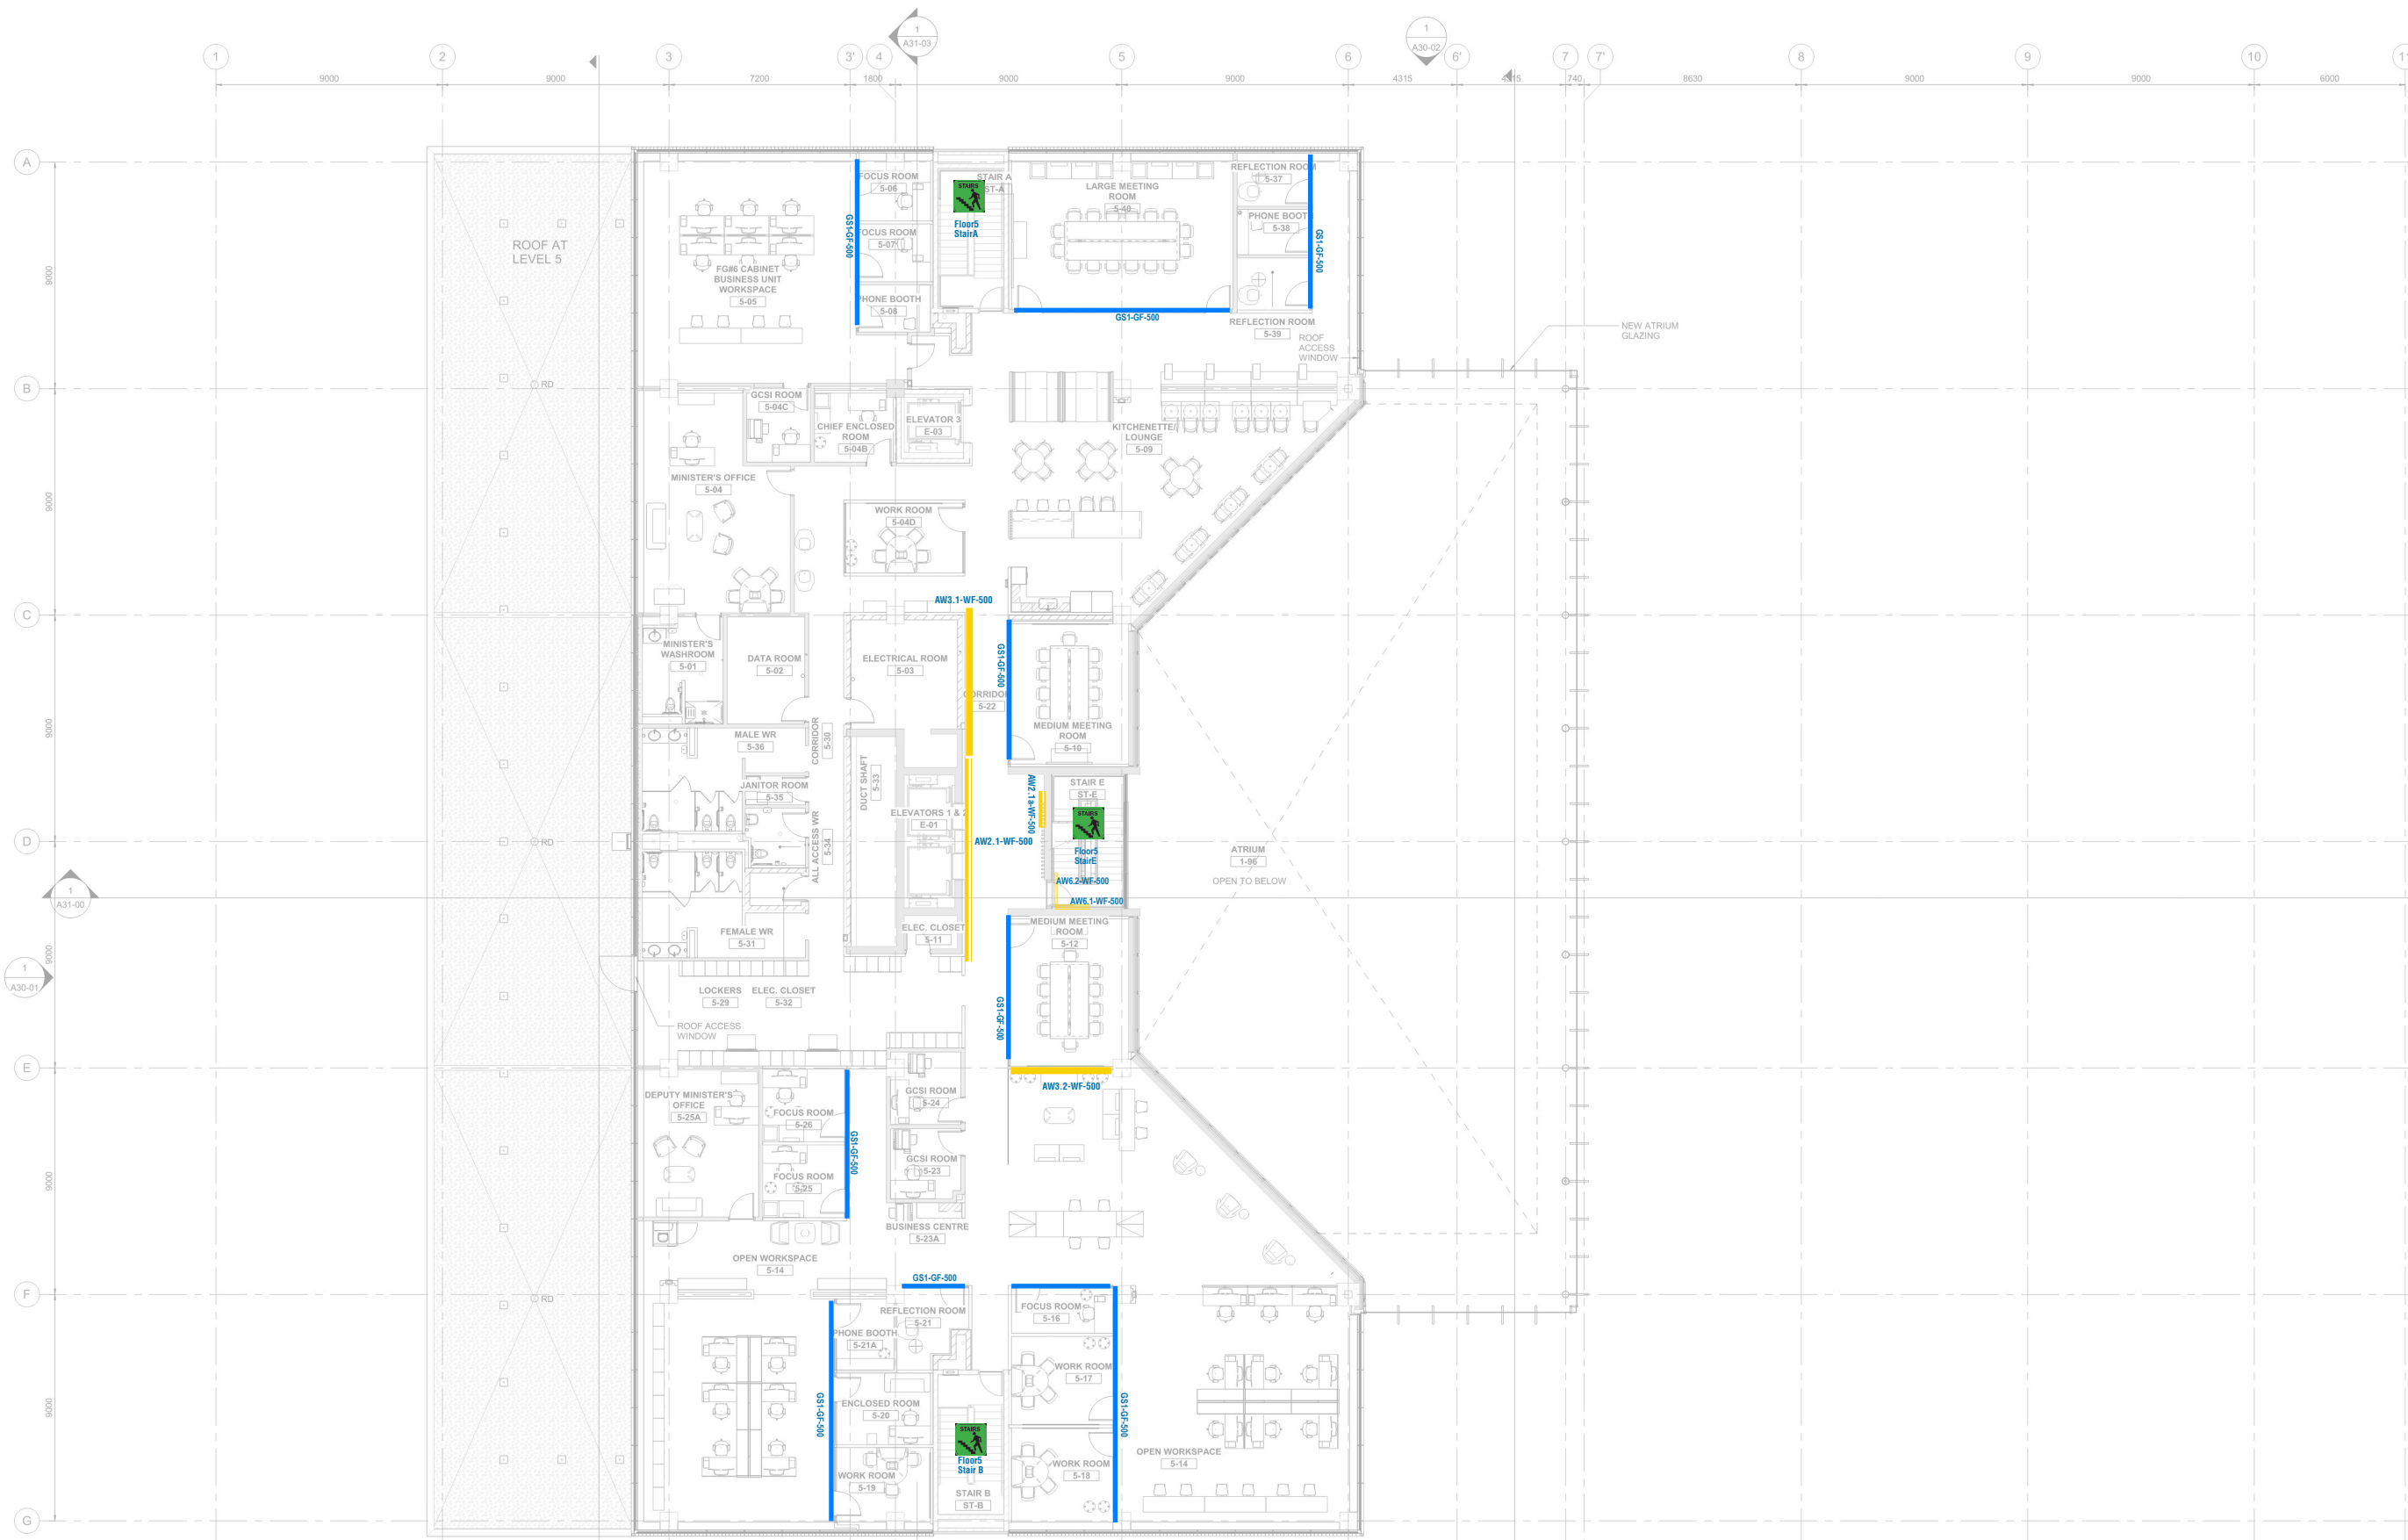 1
A31-03
1
A30-02
1
2
3
3'
4
5
6
6'
7
7'
8
9
10
9000
9000
7200
1800
9000
9000
4315
4315
740
8630
9000
9000
6000
A
B
C
D
E
F
G
9000
9000
9000
9000
9000
9000
1
A31-00
1
A30-01
ROOF AT
LEVEL 5
RD
RD
RD
FOCUS ROOM
5-06
FOCUS ROOM
5-07
PHONE BOOTH
5-08
FG#6 CABINET
BUSINESS UNIT
WORKSPACE
5-05
GS1-GF-500
STAIRS
STAIR A
ST-A
Floor5
StairA
LARGE MEETING
ROOM
5-40
GS1-GF-500
REFLECTION ROOM
5-37
PHONE BOOTH
5-38
GS1-GF-500
REFLECTION ROOM
5-39
ROOF
ACCESS
WINDOW
NEW ATRIUM
GLAZING
GCSI ROOM
5-04C
CHIEF ENCLOSED
ROOM
5-04B
ELEVATOR 3
E-03
KITCHENETTE/
LOUNGE
5-09
MINISTER'S OFFICE
5-04
WORK ROOM
5-04D
AW3.1-WF-500
MINISTER'S
WASHROOM
5-01
DATA ROOM
5-02
ELECTRICAL ROOM
5-03
CORRIDOR
5-22
GS1-GF-500
MEDIUM MEETING
ROOM
5-10
MALE WR
5-36
CORRIDOR
5-30
JANITOR ROOM
5-35
DUCT SHAFT
5-33
ELEVATORS 1 & 2
E-01
ALL ACCESS WR
5-34
AW2.1-WF-500
AW2.1a-WF-500
STAIR E
ST-E
STAIRS
Floor5
StairE
AW6.2-WF-500
AW6.1-WF-500
ATRIUM
1-96
OPEN TO BELOW
FEMALE WR
5-31
ELEC. CLOSET
5-11
MEDIUM MEETING
ROOM
5-12
GS1-GF-500
LOCKERS
5-29
ELEC. CLOSET
5-32
ROOF ACCESS
WINDOW
AW3.2-WF-500
DEPUTY MINISTER'S
OFFICE
5-25A
FOCUS ROOM
5-26
FOCUS ROOM
5-25
GS1-GF-500
GCSI ROOM
5-24
GCSI ROOM
5-23
BUSINESS CENTRE
5-23A
OPEN WORKSPACE
5-14
GS1-GF-500
REFLECTION ROOM
5-21
PHONE BOOTH
5-21A
GS1-GF-500
ENCLOSED ROOM
5-20
WORK ROOM
5-19
STAIRS
Floor5
Stair B
STAIR B
ST-B
FOCUS ROOM
5-16
WORK ROOM
5-17
GS1-GF-500
WORK ROOM
5-18
OPEN WORKSPACE
5-14